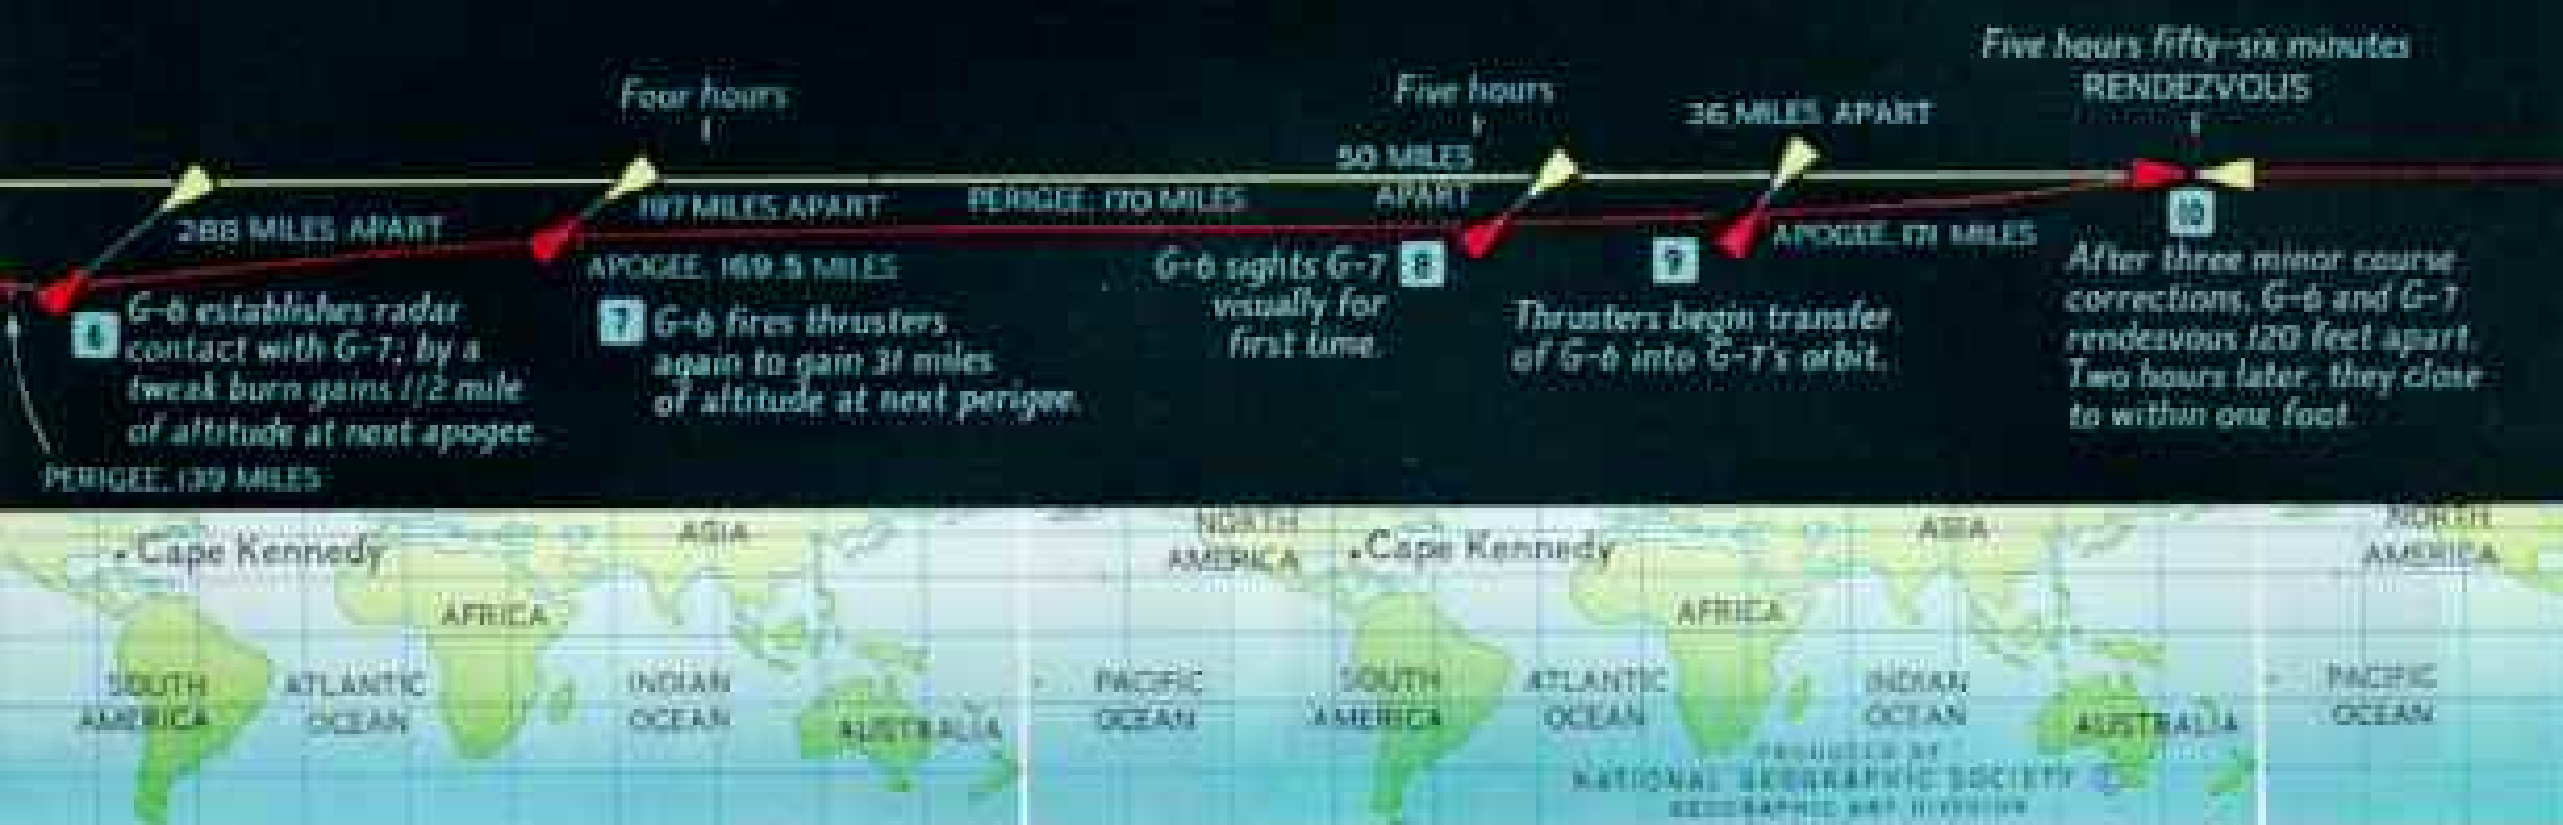 Five hours fifty-six minutes
RENDEZVOUS
Four hours
Five hours
36 MILES APART
50 MILES
APART
288 MILES APART
197 MILES APART
PERIGEE, 170 MILES
APOGEE, 169.5 MILES
APOGEE, 171 MILES
6
G-6 establishes radar
contact with G-7; by a
tweak burn gains 1/2 mile
of altitude at next apogee.
PERIGEE, 139 MILES
7
G-6 fires thrusters
again to gain 31 miles
of altitude at next perigee.
8
G-6 sights G-7
visually for
first time.
9
Thrusters begin transfer
of G-6 into G-7's orbit.
10
After three minor course
corrections, G-6 and G-7
rendezvous 120 feet apart.
Two hours later, they close
to within one foot.
Cape Kennedy
ASIA
NORTH
AMERICA
Cape Kennedy
ASIA
NORTH
AMERICA
AFRICA
AFRICA
SOUTH
AMERICA
ATLANTIC
OCEAN
INDIAN
OCEAN
AUSTRALIA
PACIFIC
OCEAN
SOUTH
AMERICA
ATLANTIC
OCEAN
INDIAN
OCEAN
AUSTRALIA
PACIFIC
OCEAN
PRODUCED BY
NATIONAL GEOGRAPHIC SOCIETY ©
GEOGRAPHIC ART DIVISION